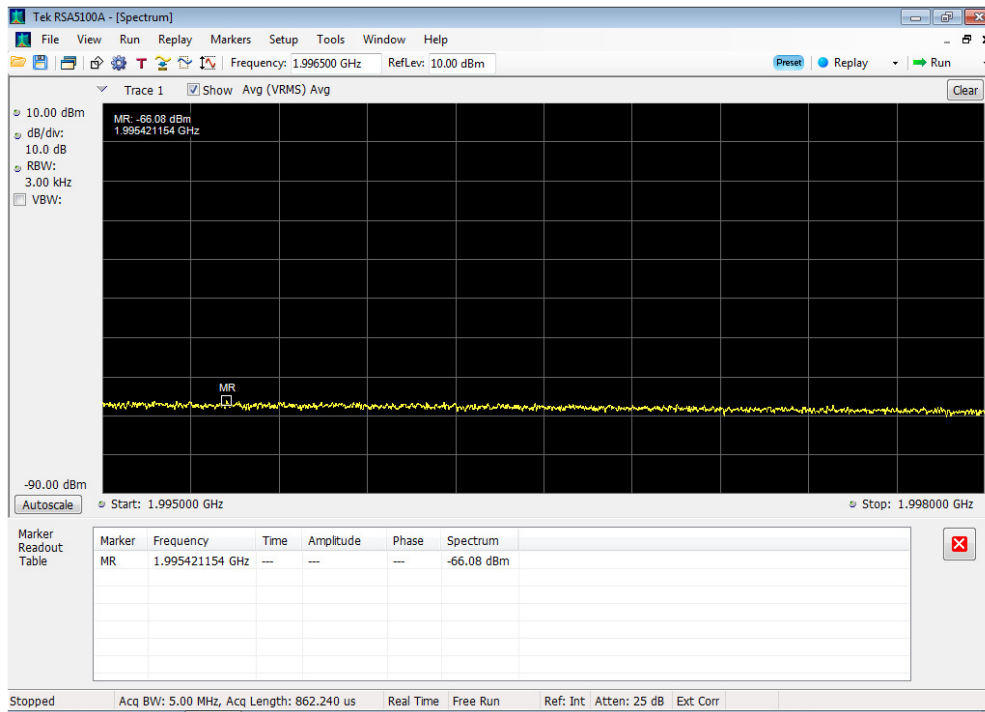 Tek RSA5100A - [Spectrum]
File View Run Replay Markers Setup Tools Window Help
T Frequency: 1.996500 GHz RefLev: 10.00 dBm Preset Replay Run
Trace 1 Show Avg (VRMS) Avg Clear
10.00 dBm
dB/div:
10.0 dB
RBW:
3.00 kHz
VBW:
MR: -66.08 dBm
1.995421154 GHz
MR
-90.00 dBm
Autoscale Start: 1.995000 GHz Stop: 1.998000 GHz
Marker
Readout
Table
Marker Frequency Time Amplitude Phase Spectrum
MR 1.995421154 GHz --- --- --- -66.08 dBm
Stopped Acq BW: 5.00 MHz, Acq Length: 862.240 us Real Time Free Run Ref: Int Atten: 25 dB Ext Corr